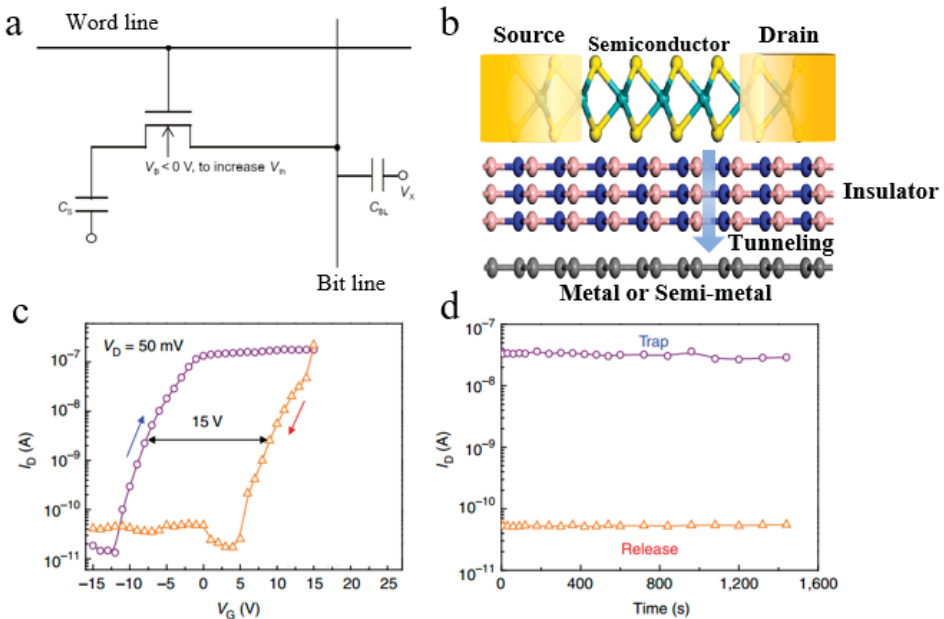 a
Word line
V_B < 0 V, to increase V_th
C_S
C_BL
V_X
Bit line
b
Source
Semiconductor
Drain
Insulator
Tunneling
Metal or Semi-metal
c
V_D = 50 mV
15 V
I_D (A)
10^-7
10^-8
10^-9
10^-10
10^-11
-15 -10 -5 0 5 10 15 20 25
V_G (V)
d
Trap
Release
I_D (A)
10^-7
10^-8
10^-9
10^-10
10^-11
0 400 800 1,200 1,600
Time (s)